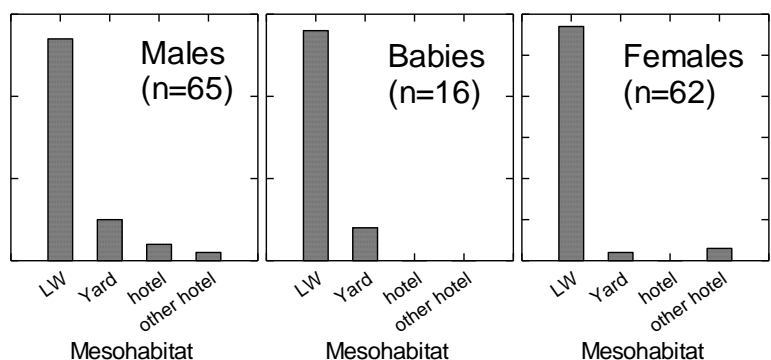 Males
(n=65)
LW
Yard
hotel
other hotel
Mesohabitat
Babies
(n=16)
LW
Yard
hotel
other hotel
Mesohabitat
Females
(n=62)
LW
Yard
hotel
other hotel
Mesohabitat